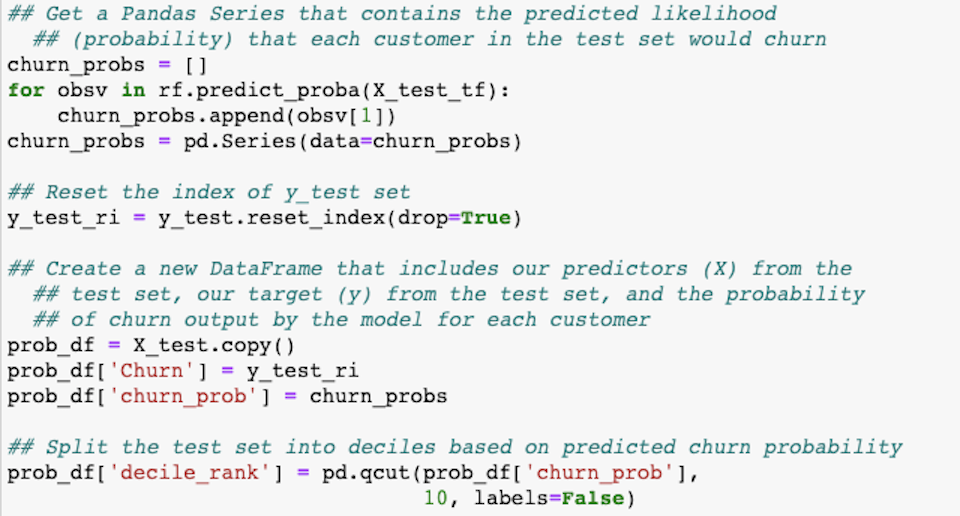 ## Get a Pandas Series that contains the predicted likelihood
  ## (probability) that each customer in the test set would churn
churn_probs = []
for obsv in rf.predict_proba(X_test_tf):
    churn_probs.append(obsv[1])
churn_probs = pd.Series(data=churn_probs)

## Reset the index of y_test set
y_test_ri = y_test.reset_index(drop=True)

## Create a new DataFrame that includes our predictors (X) from the
  ## test set, our target (y) from the test set, and the probability
  ## of churn output by the model for each customer
prob_df = X_test.copy()
prob_df['Churn'] = y_test_ri
prob_df['churn_prob'] = churn_probs

## Split the test set into deciles based on predicted churn probability
prob_df['decile_rank'] = pd.qcut(prob_df['churn_prob'],
                                 10, labels=False)